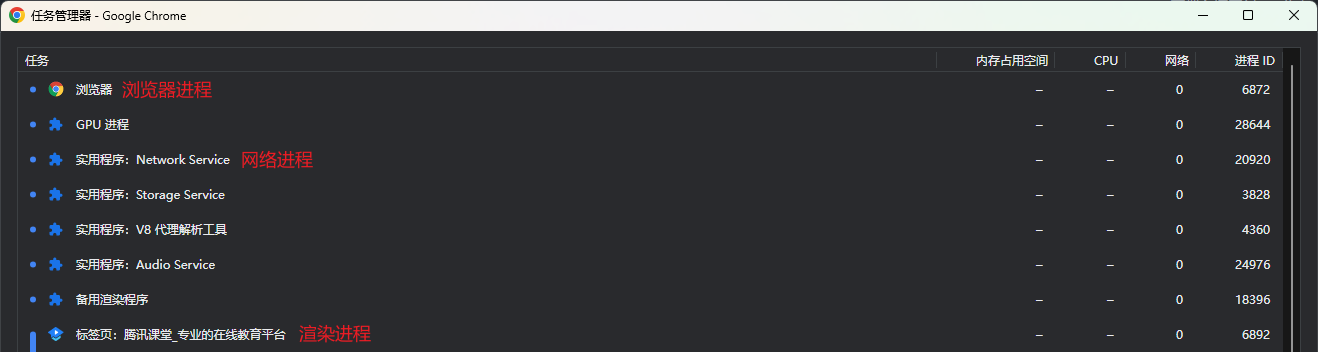 任务管理器 - Google Chrome
任务 内存占用空间 CPU 网络 进程 ID
浏览器 浏览器进程 – – 0 6872
GPU 进程 – – 0 28644
实用程序：Network Service 网络进程 – – 0 20920
实用程序：Storage Service – – 0 3828
实用程序：V8 代理解析工具 – – 0 4360
实用程序：Audio Service – – 0 24976
备用渲染程序 – – 0 18396
标签页：腾讯课堂_专业的在线教育平台 渲染进程 – – 0 6892